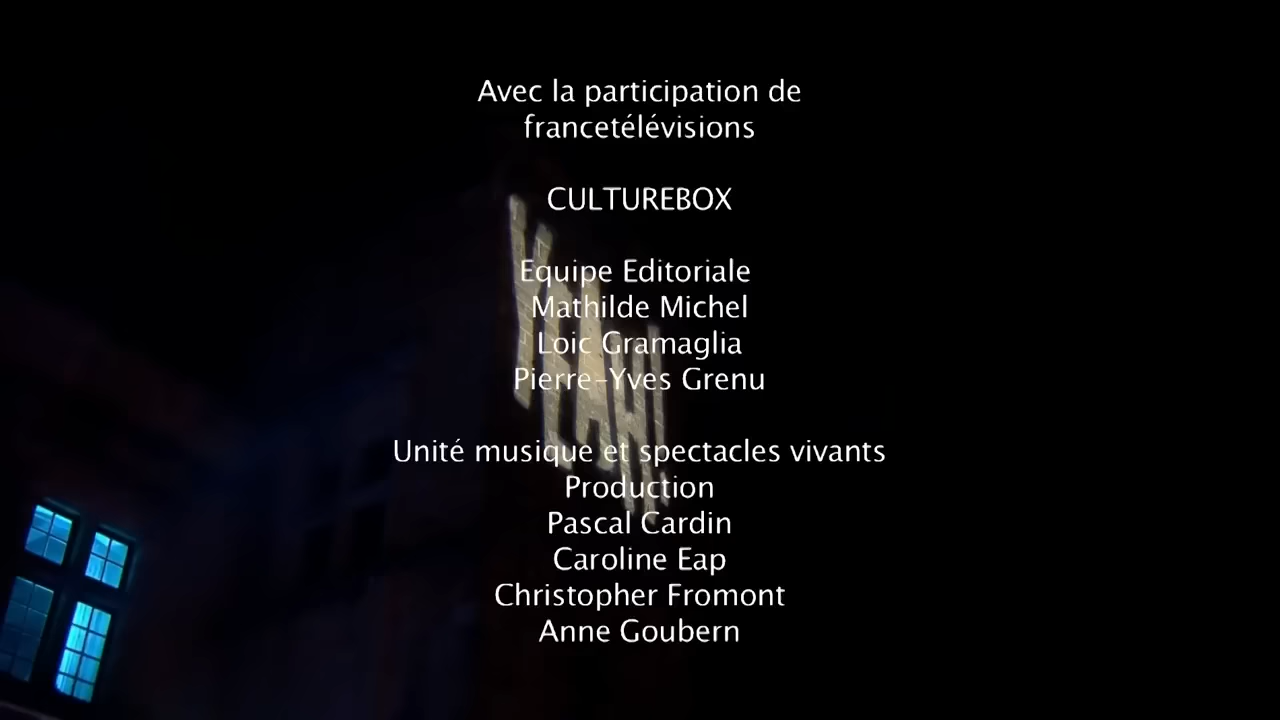 Avec la participation de
francetélévisions
CULTUREBOX
Equipe Editoriale
Mathilde Michel
Loic Gramaglia
Pierre-Yves Grenu
Unité musique et spectacles vivants
Production
Pascal Cardin
Caroline Eap
Christopher Fromont
Anne Goubern
YEAH!